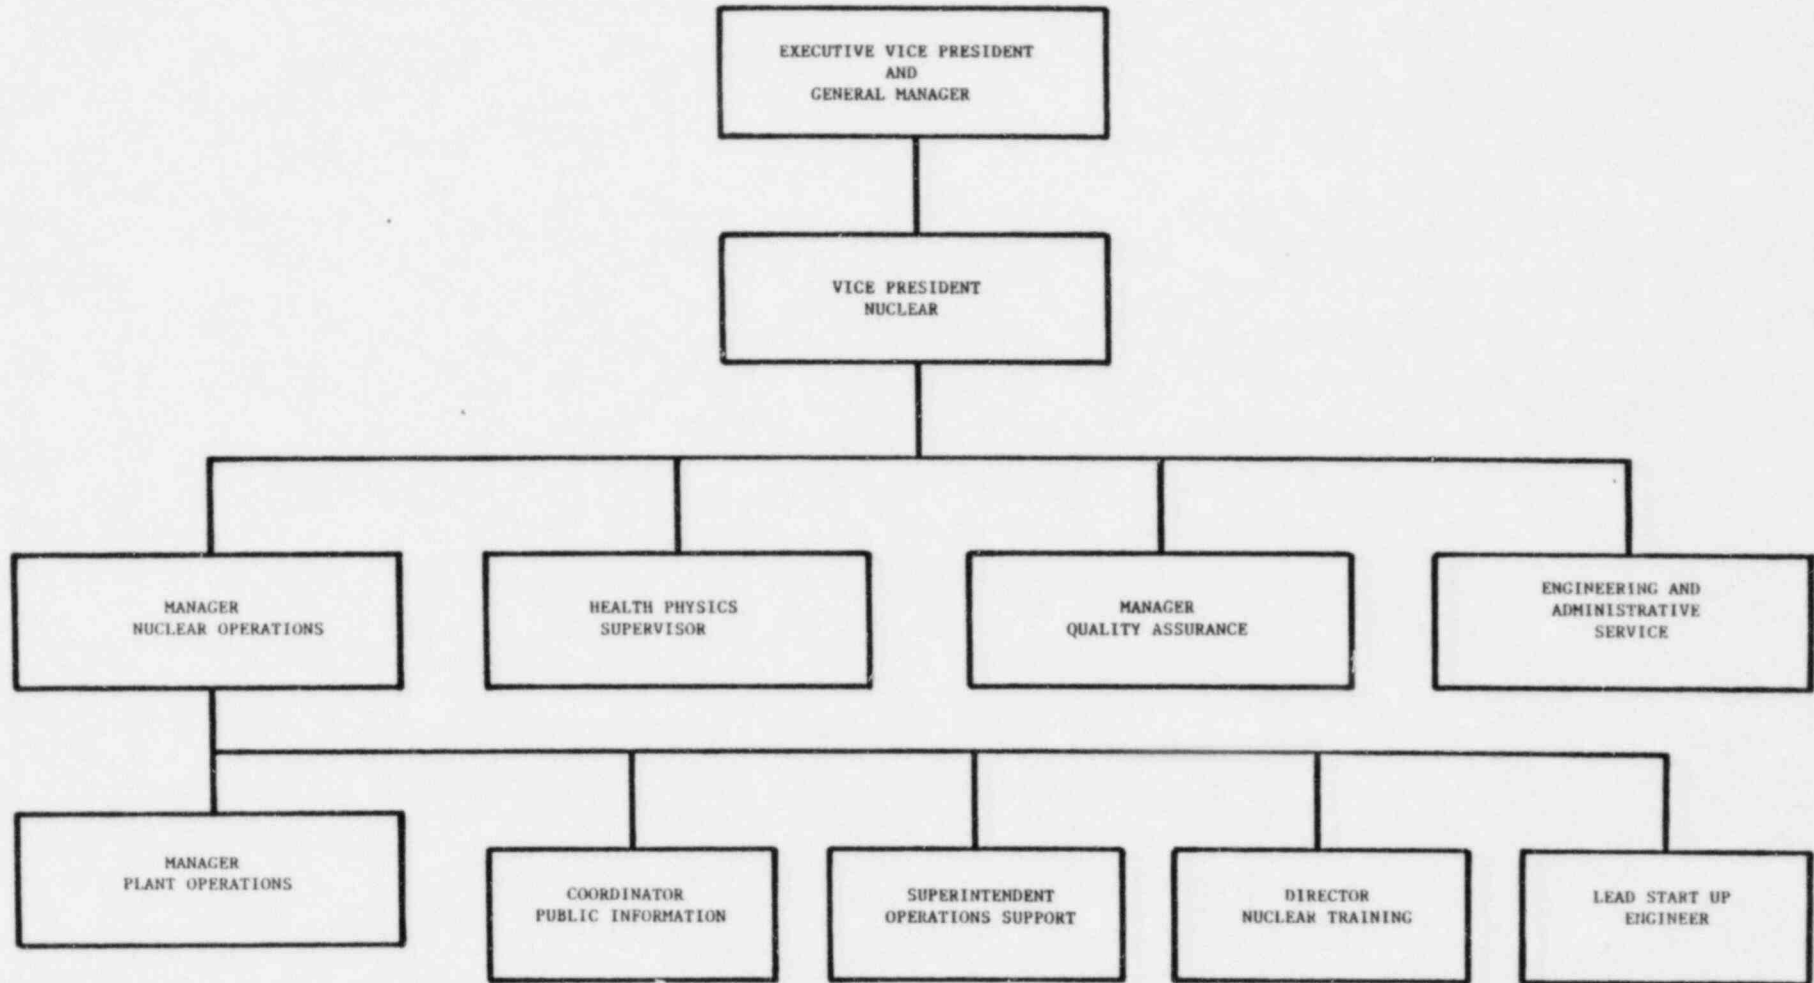 EXECUTIVE VICE PRESIDENT
AND
GENERAL MANAGER
VICE PRESIDENT
NUCLEAR
MANAGER
NUCLEAR OPERATIONS
HEALTH PHYSICS
SUPERVISOR
MANAGER
QUALITY ASSURANCE
ENGINEERING AND
ADMINISTRATIVE
SERVICE
MANAGER
PLANT OPERATIONS
COORDINATOR
PUBLIC INFORMATION
SUPERINTENDENT
OPERATIONS SUPPORT
DIRECTOR
NUCLEAR TRAINING
LEAD START UP
ENGINEER